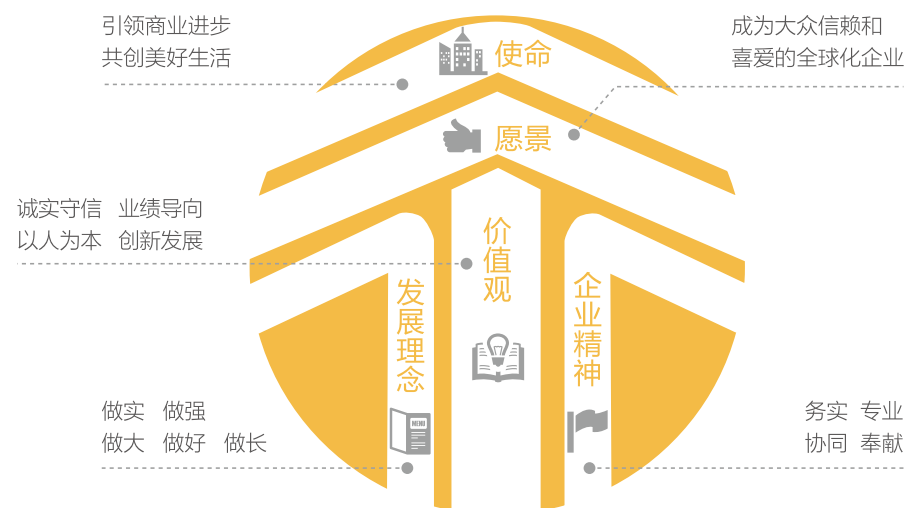 引领商业进步
共创美好生活
使命
成为大众信赖和
喜爱的全球化企业
愿景
诚实守信 业绩导向
以人为本 创新发展
价值观
发展理念
企业精神
MENU
做实 做强
做大 做好 做长
务实 专业
协同 奉献